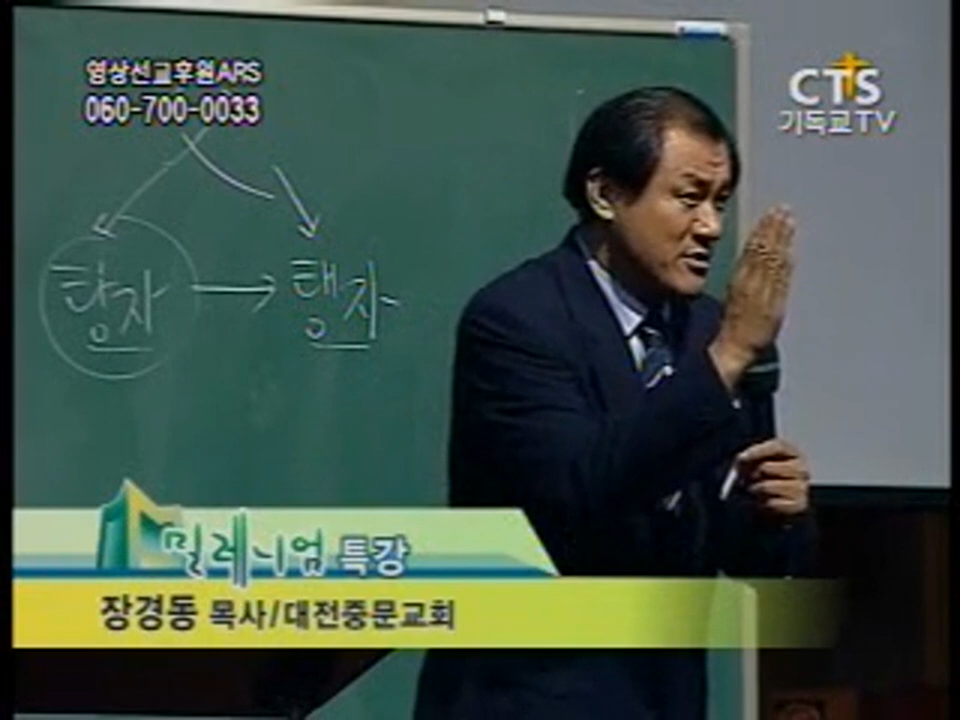 영상선교후원ARS
060-700-0033
CTS
기독교TV
탕자 → 탱자
밀레니엄 특강
장경동 목사/대전중문교회